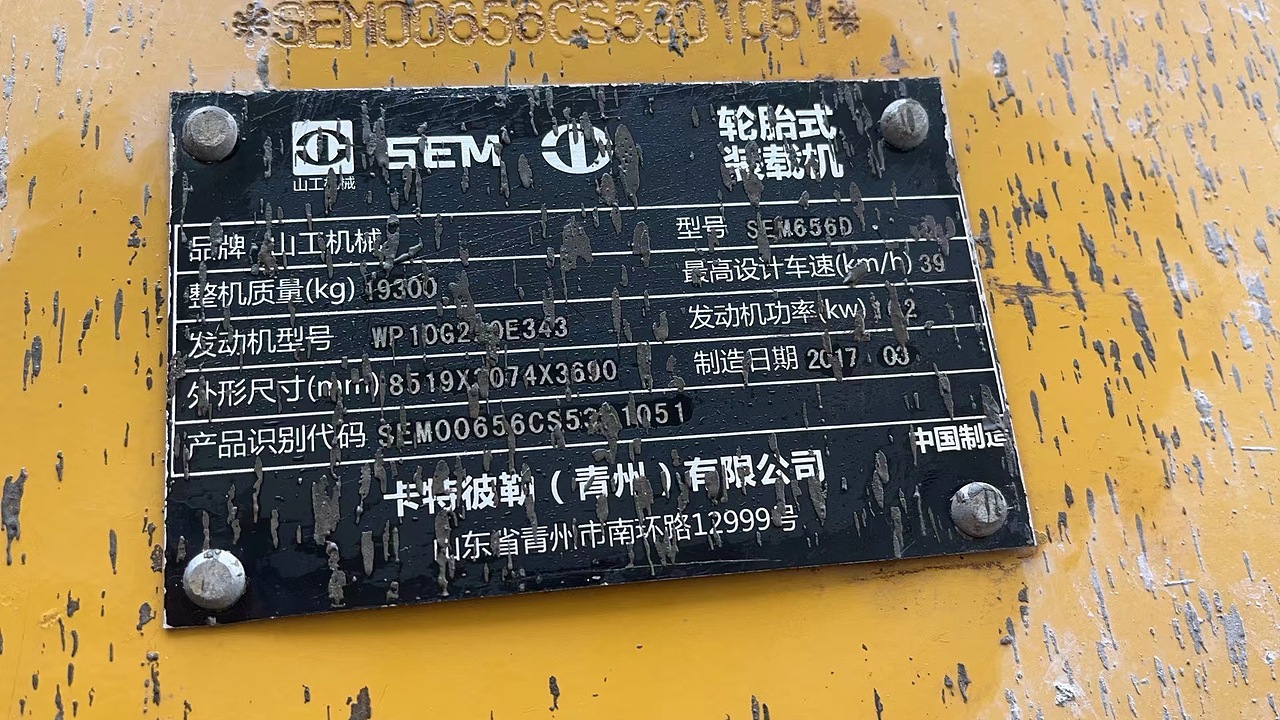 *SEM00656CS5301051*
SEM
轮胎式
装载机
山工机械
品牌 山工机械
型号 SEM656D
整机质量(kg) 19300
最高设计车速(km/h) 39
发动机型号
发动机功率(kw)
外形尺寸(mm)
制造日期 2017 03
产品识别代码 SEM00656CS5301051
中国制造
卡特彼勒(青州)有限公司
山东省青州市南环路12999号